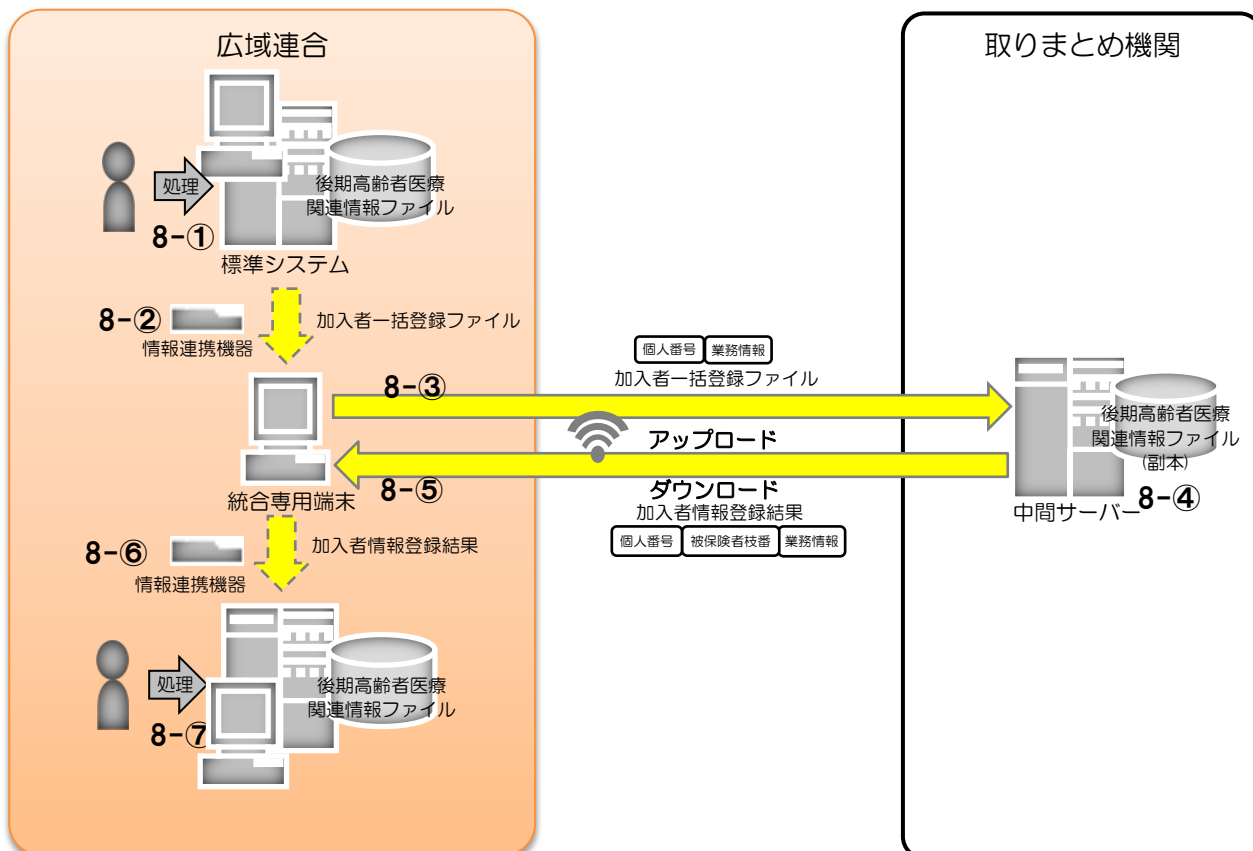 広域連合
取りまとめ機関
処理
後期高齢者医療
関連情報ファイル
8-①
標準システム
8-②
加入者一括登録ファイル
情報連携機器
個人番号 業務情報
加入者一括登録ファイル
8-③
アップロード
後期高齢者医療
関連情報ファイル
(副本)
8-④
中間サーバー
8-⑤
ダウンロード
統合専用端末
加入者情報登録結果
個人番号 被保険者枝番 業務情報
8-⑥
加入者情報登録結果
情報連携機器
処理
後期高齢者医療
関連情報ファイル
8-⑦